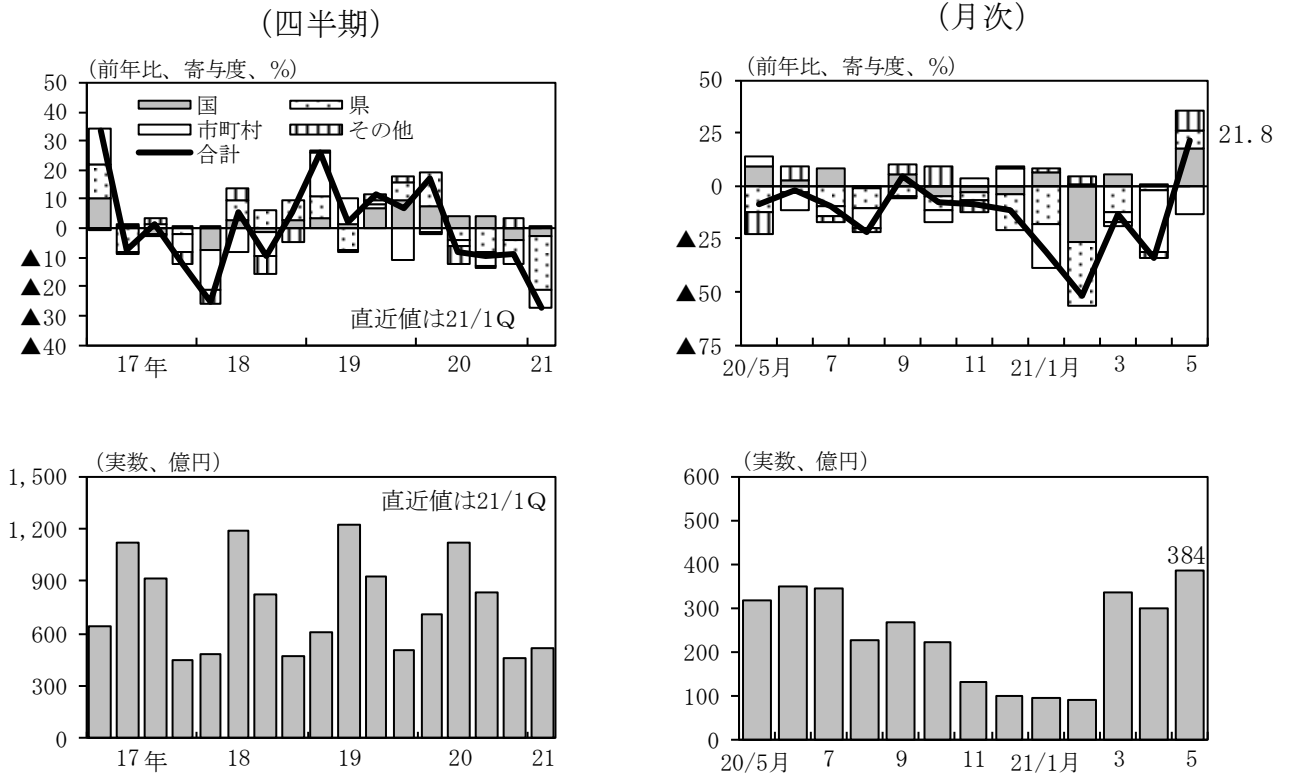 （四半期）
（前年比、寄与度、％）
50
40
30
20
10
0
▲10
▲20
▲30
▲40
国
県
市町村
その他
合計
直近値は21/1Q
17年
18
19
20
21
（月次）
（前年比、寄与度、％）
50
25
0
▲25
▲50
▲75
21.8
20/5月
7
9
11
21/1月
3
5
（実数、億円）
1,500
1,200
900
600
300
0
直近値は21/1Q
17年
18
19
20
21
（実数、億円）
600
500
400
300
200
100
0
384
20/5月
7
9
11
21/1月
3
5